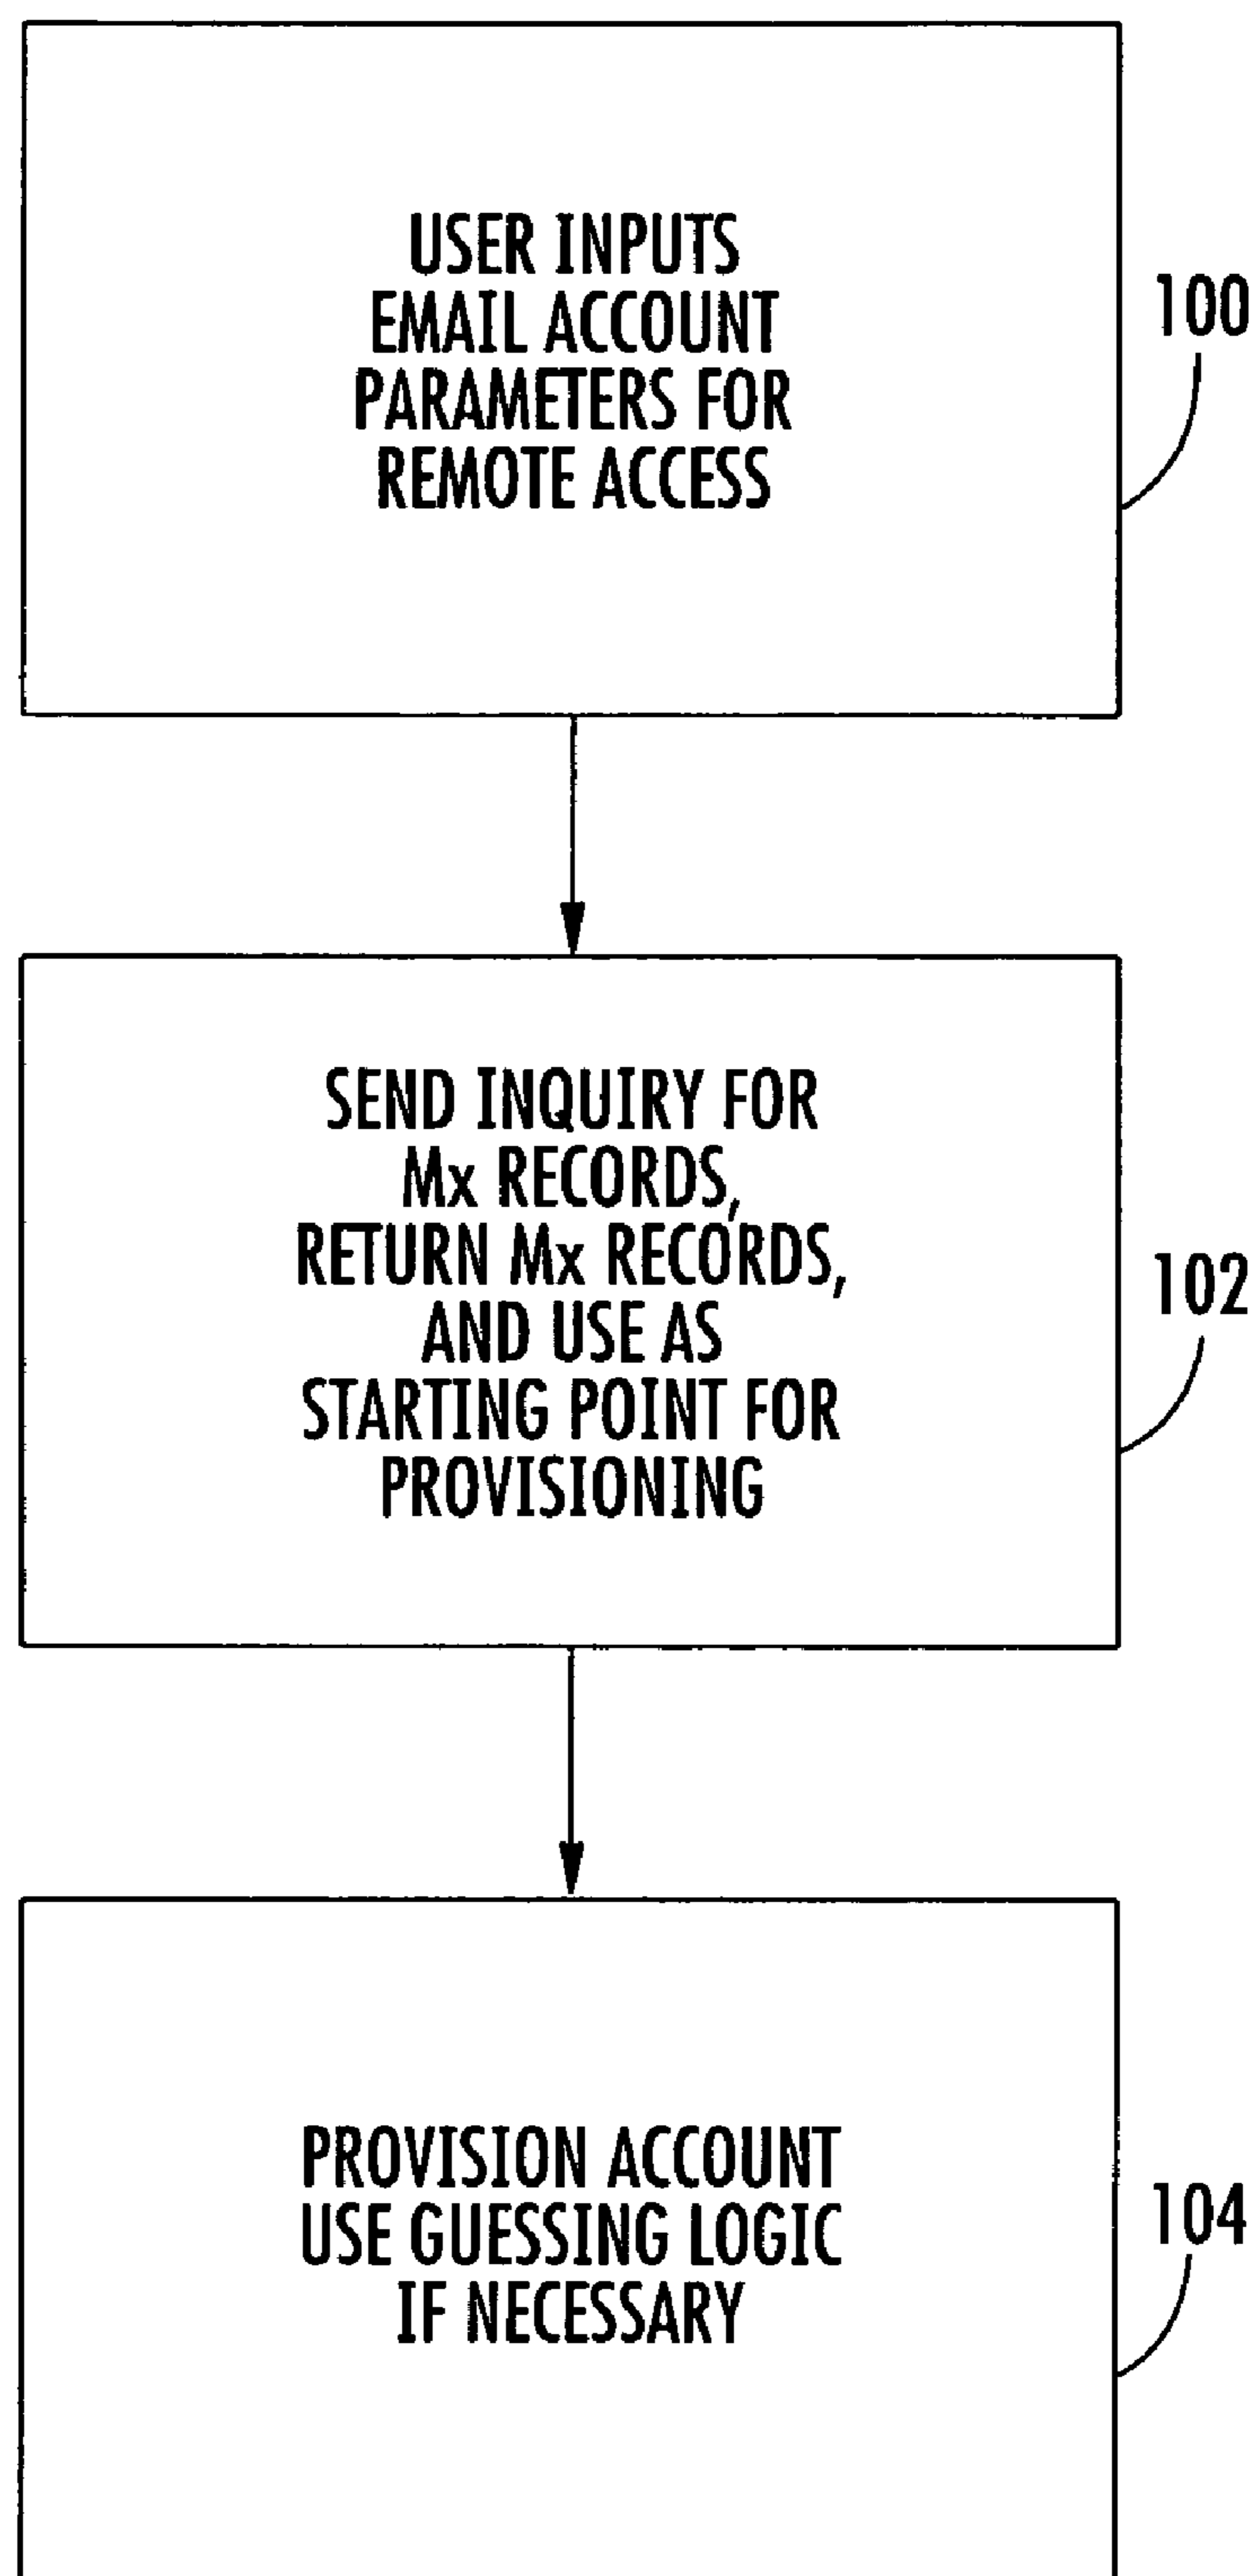 USER INPUTS
EMAIL ACCOUNT
PARAMETERS FOR
REMOTE ACCESS
100
SEND INQUIRY FOR
Mx RECORDS,
RETURN Mx RECORDS,
AND USE AS
STARTING POINT FOR
PROVISIONING
102
PROVISION ACCOUNT
USE GUESSING LOGIC
IF NECESSARY
104